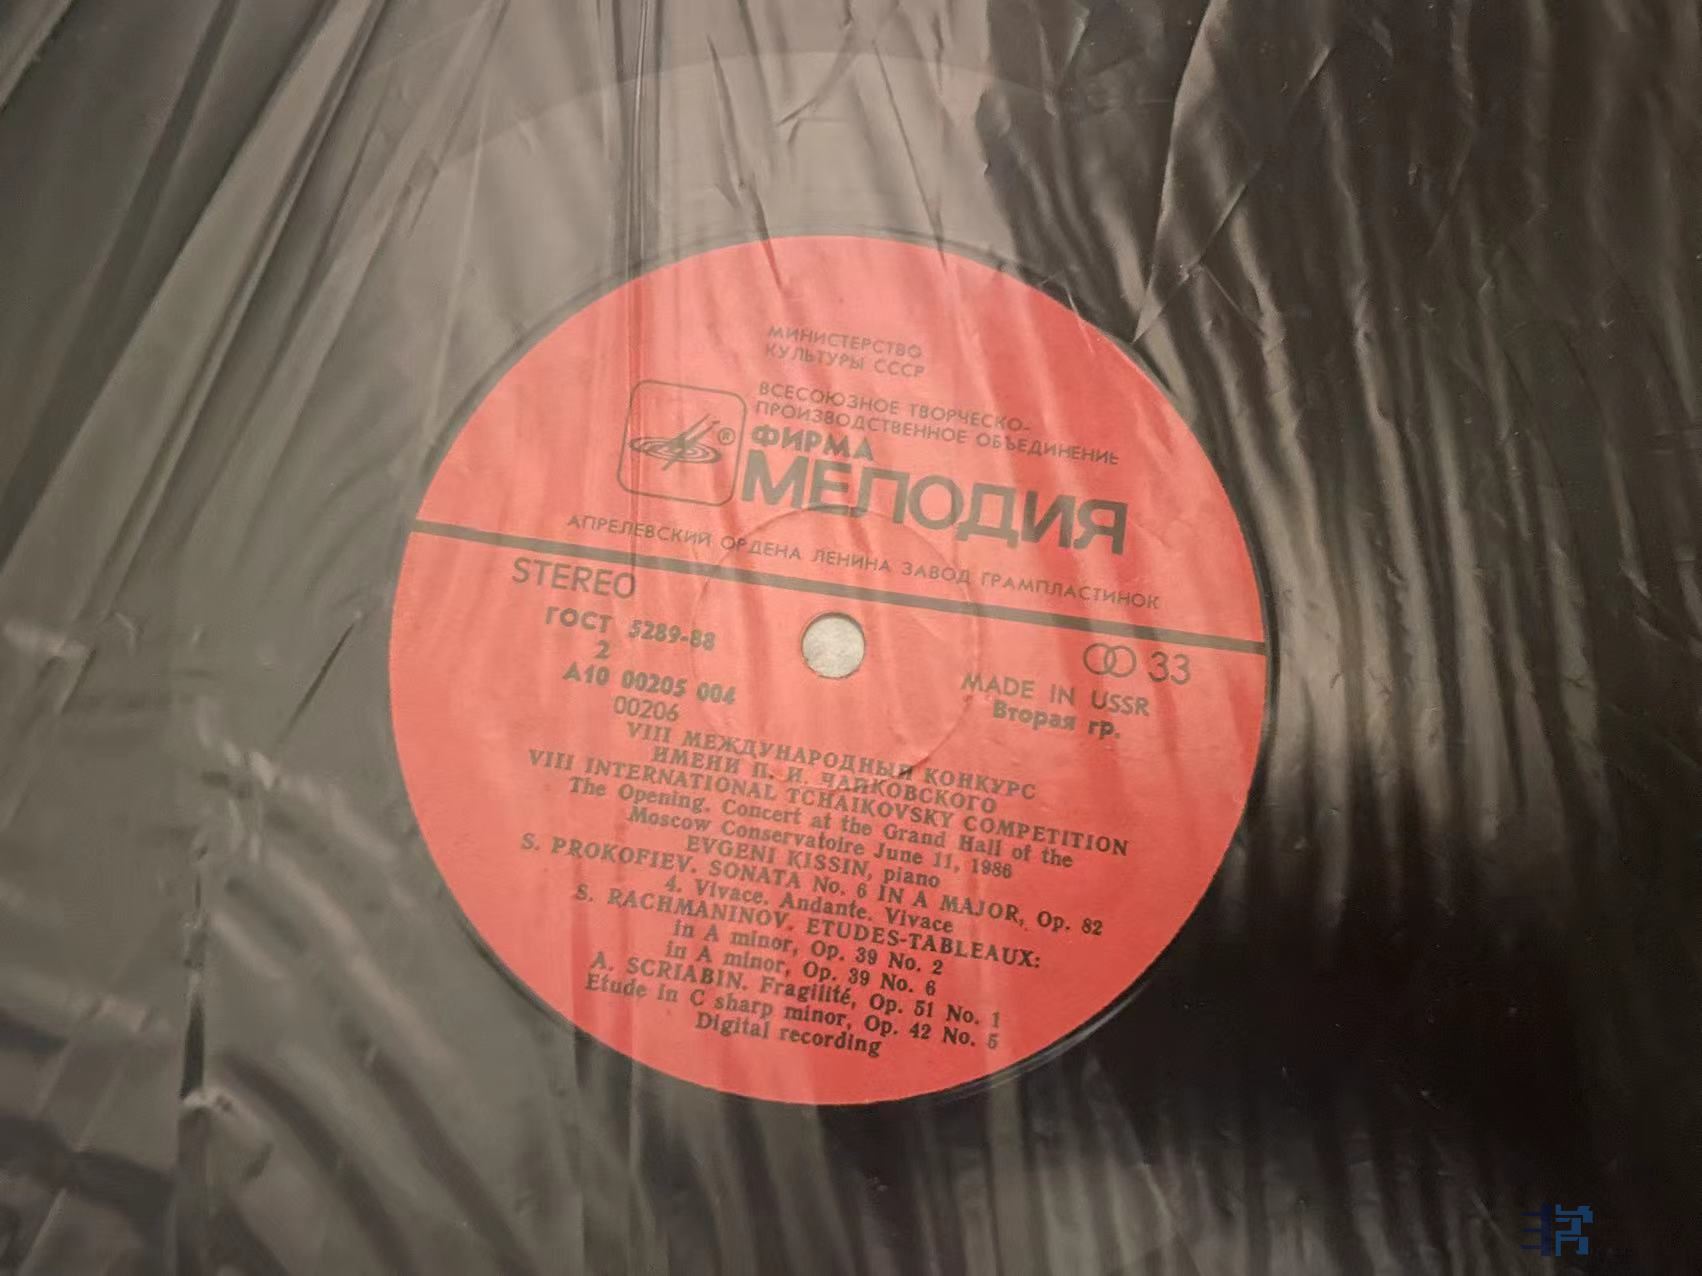 МИНИСТЕРСТВО
КУЛЬТУРЫ СССР
ВСЕСОЮЗНОЕ ТВОРЧЕСКО-
ПРОИЗВОДСТВЕННОЕ ОБЪЕДИНЕНИЕ
®
ФИРМА
МЕЛОДИЯ
АПРЕЛЕВСКИЙ ОРДЕНА ЛЕНИНА ЗАВОД ГРАМПЛАСТИНОК
STEREO
ГОСТ 5289-88
2
А10 00205 004
00206
33
MADE IN USSR
Вторая гр.
VIII МЕЖДУНАРОДНЫЙ КОНКУРС
ИМЕНИ П. И. ЧАЙКОВСКОГО
VIII INTERNATIONAL TCHAIKOVSKY COMPETITION
The Opening. Concert at the Grand Hall of the
Moscow Conservatoire June 11, 1986
EVGENI KISSIN, piano
S. PROKOFIEV. SONATA No. 6 IN A MAJOR, Op. 82
4. Vivace. Andante. Vivace
S. RACHMANINOV. ETUDES-TABLEAUX:
in A minor, Op. 39 No. 2
in A minor, Op. 39 No. 6
A. SCRIABIN. Fragilité, Op. 51 No. 1
Etude in C sharp minor, Op. 42 No. 5
Digital recording